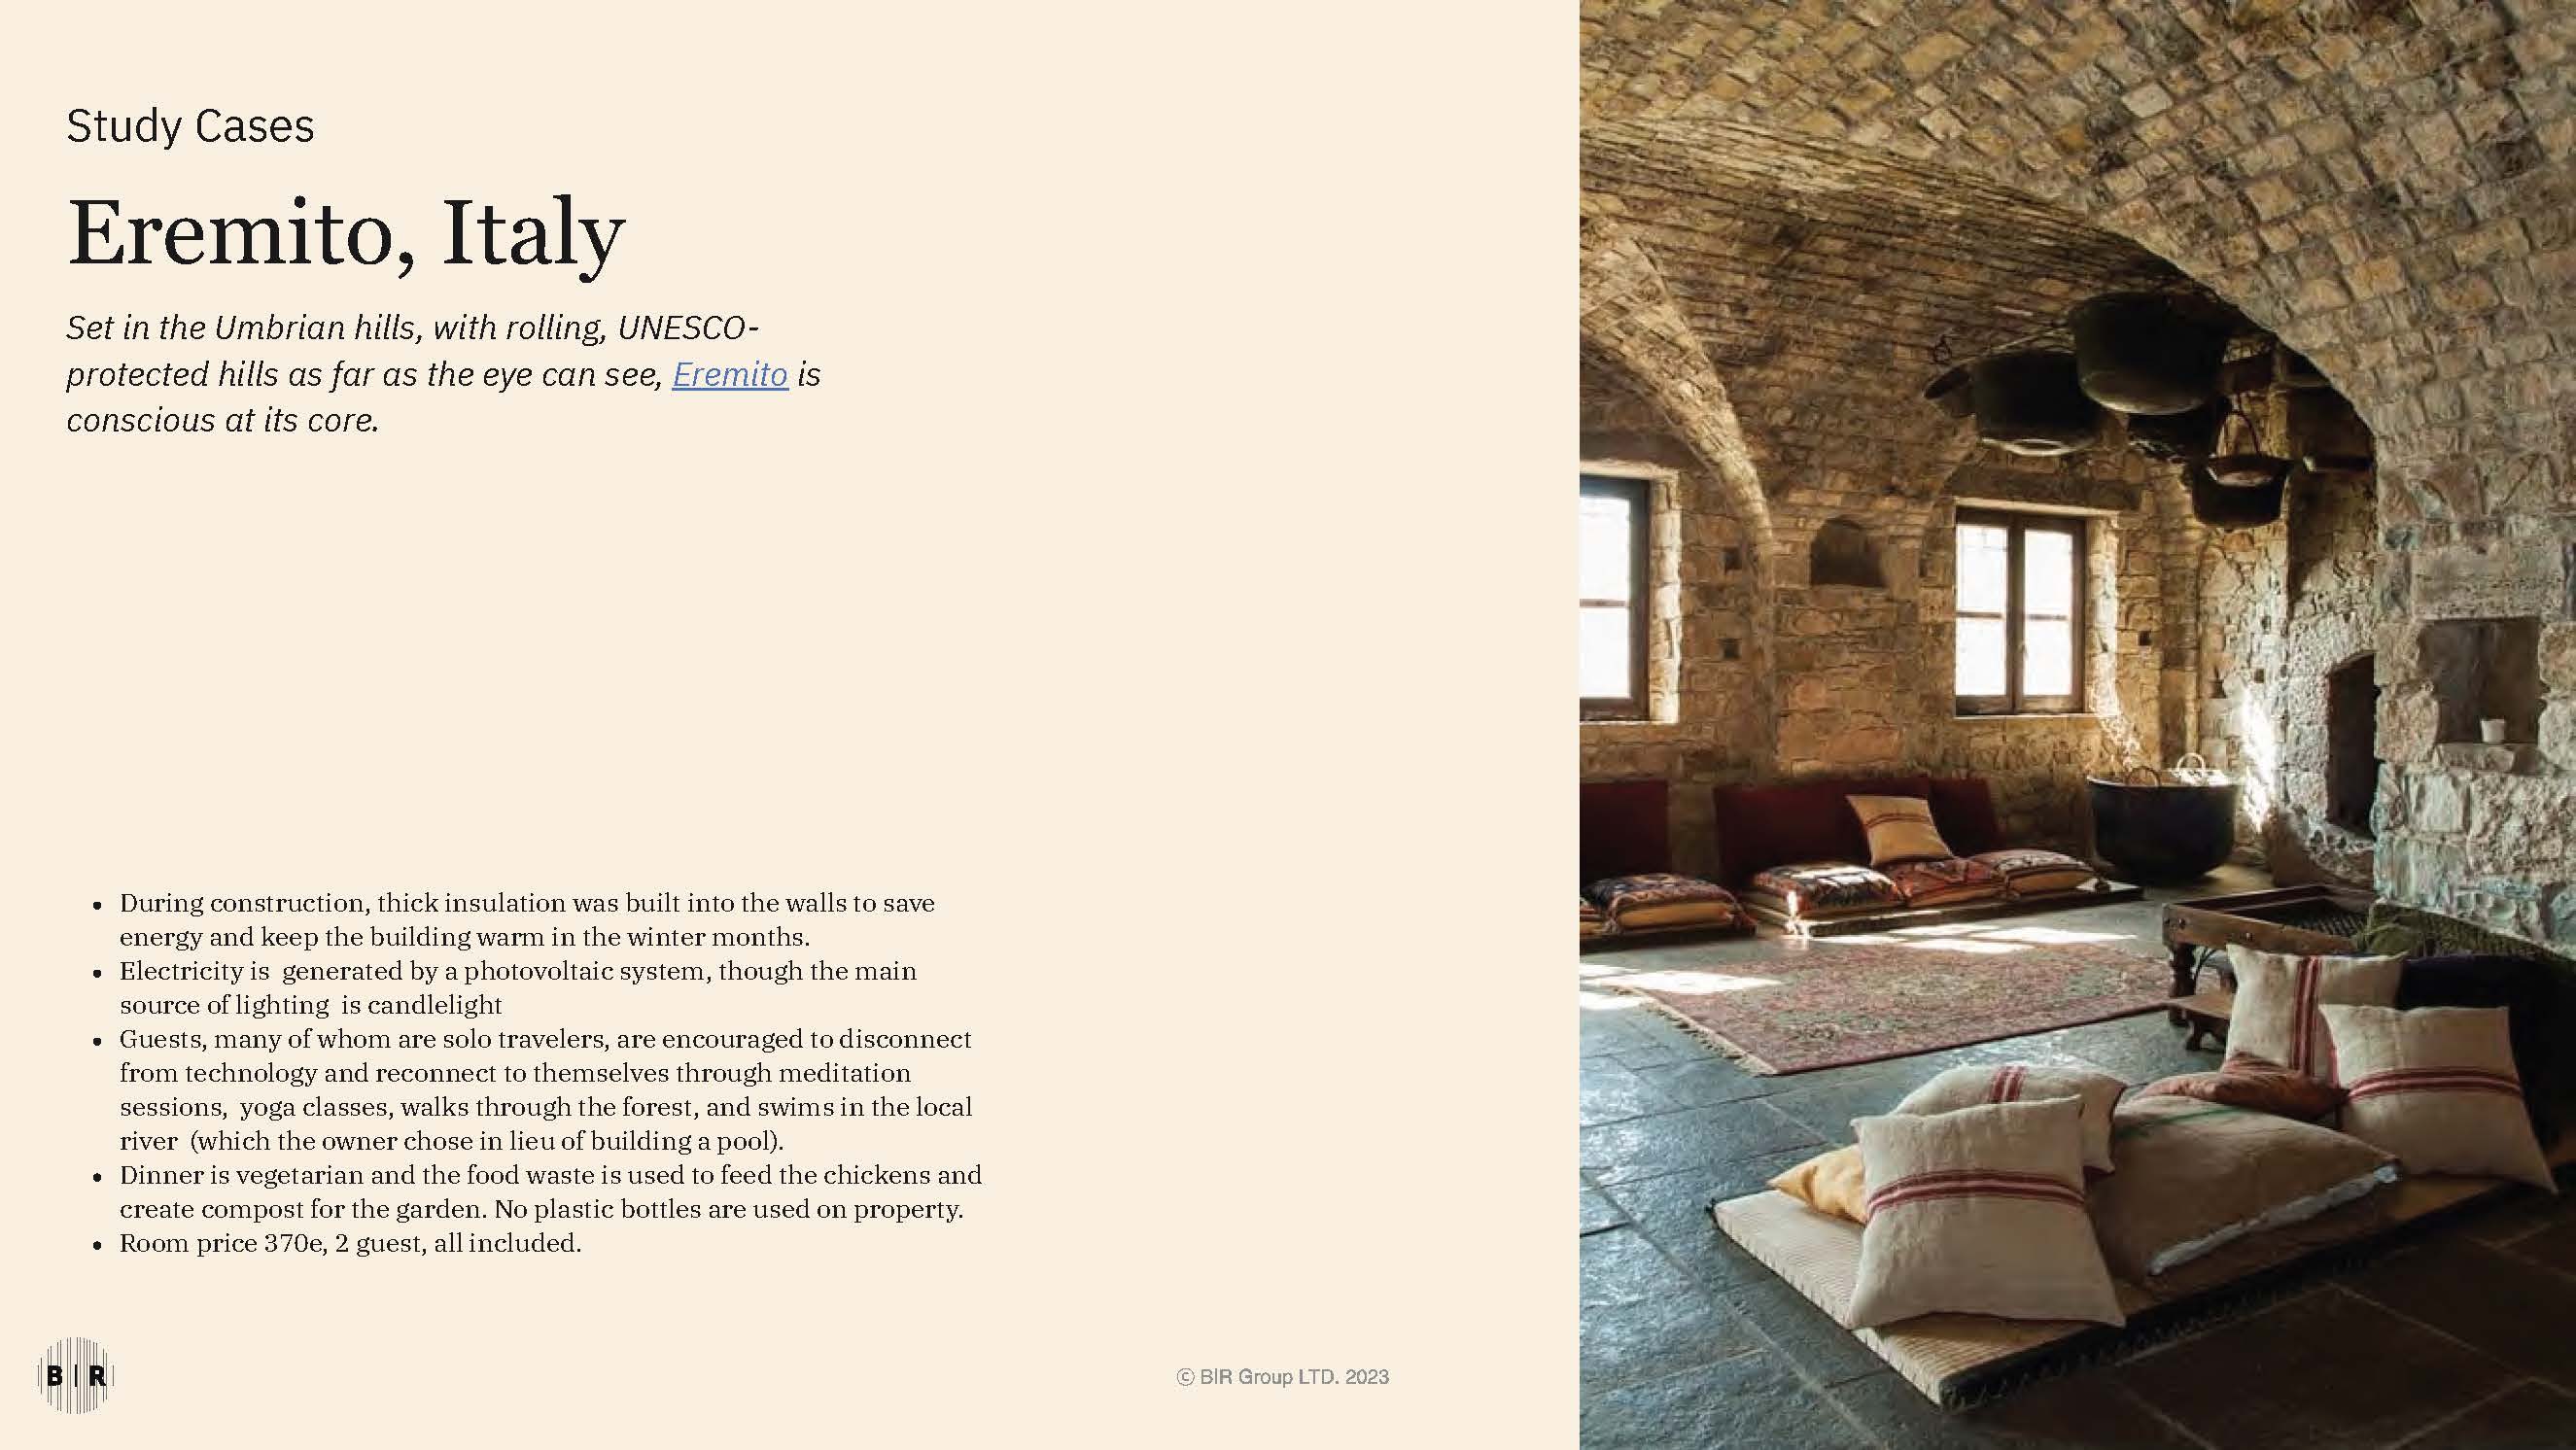 Study Cases
Eremito, Italy
Set in the Umbrian hills, with rolling, UNESCO-
protected hills as far as the eye can see, Eremito is
conscious at its core.
• During construction, thick insulation was built into the walls to save
energy and keep the building warm in the winter months.
• Electricity is  generated by a photovoltaic system, though the main
source of lighting  is candlelight
• Guests, many of whom are solo travelers, are encouraged to disconnect
from technology and reconnect to themselves through meditation
sessions,  yoga classes, walks through the forest, and swims in the local
river  (which the owner chose in lieu of building a pool).
• Dinner is vegetarian and the food waste is used to feed the chickens and
create compost for the garden. No plastic bottles are used on property.
• Room price 370e, 2 guest, all included.
B | R
© BIR Group LTD. 2023